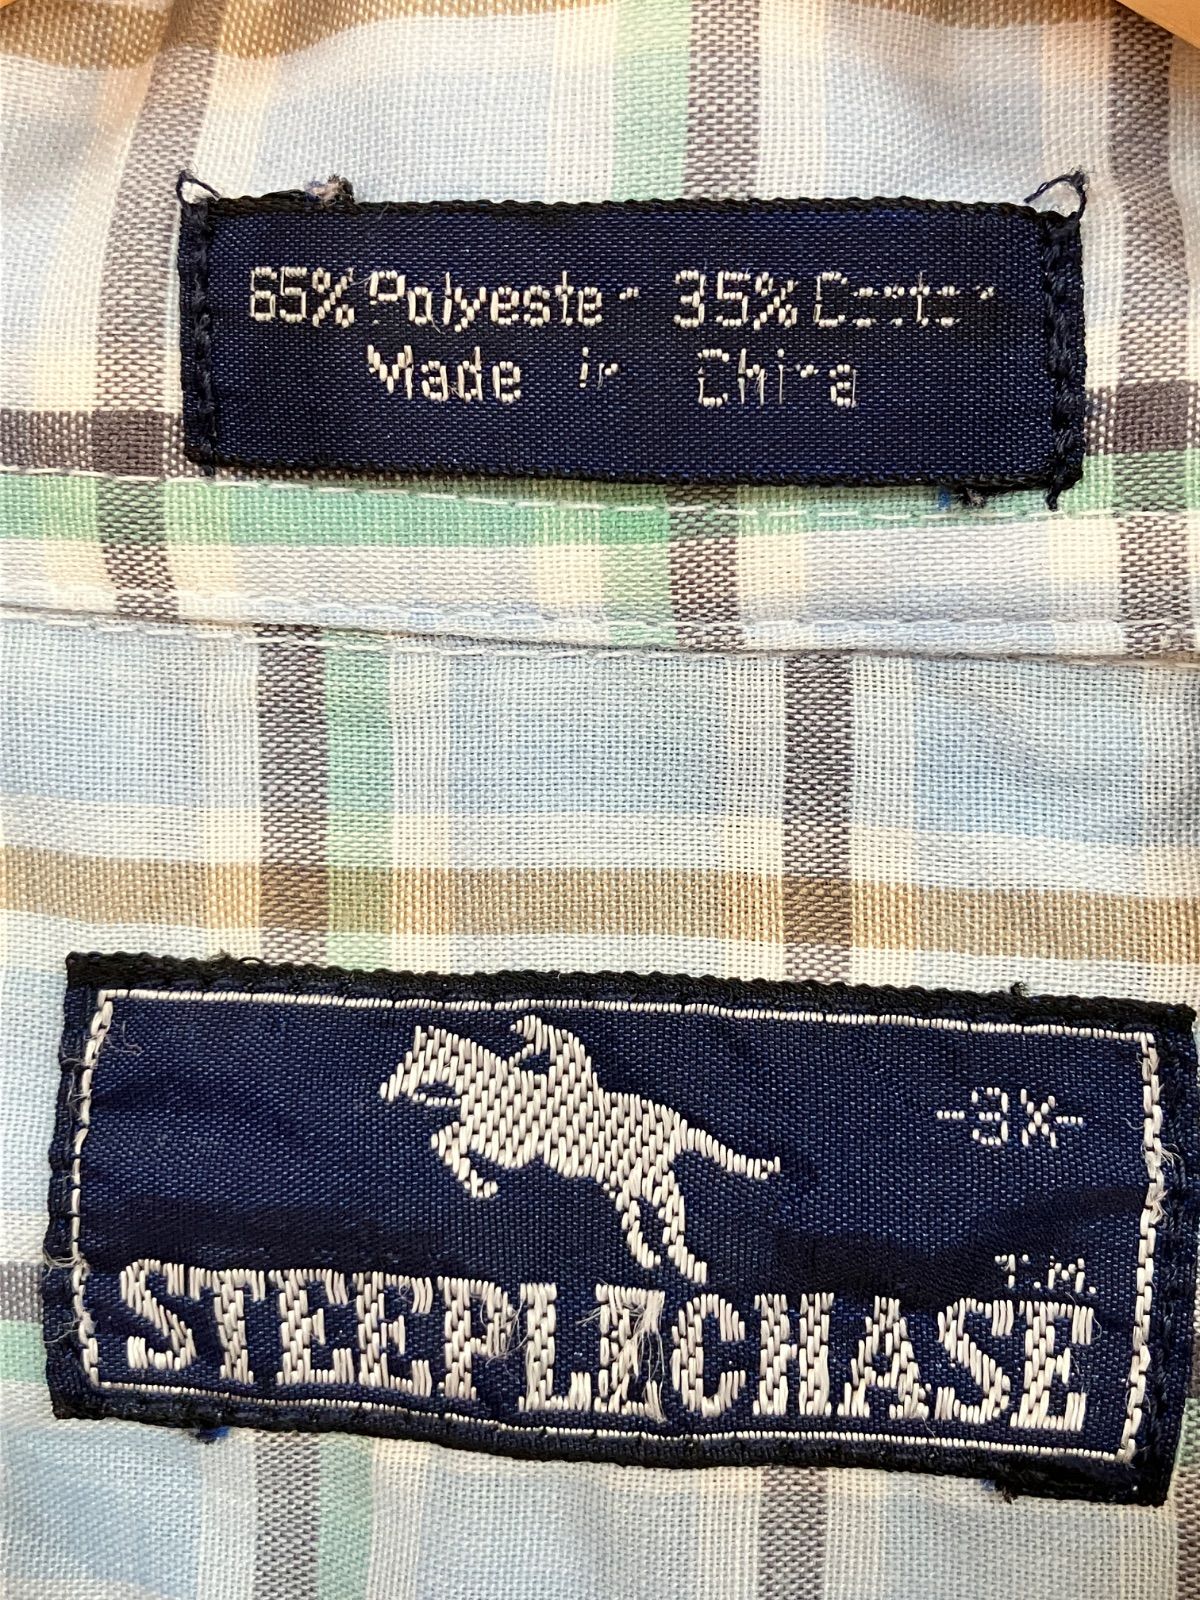 65% Polyester 35% Cotton
Made in China
-3X-
T.M.
STEEPLECHASE